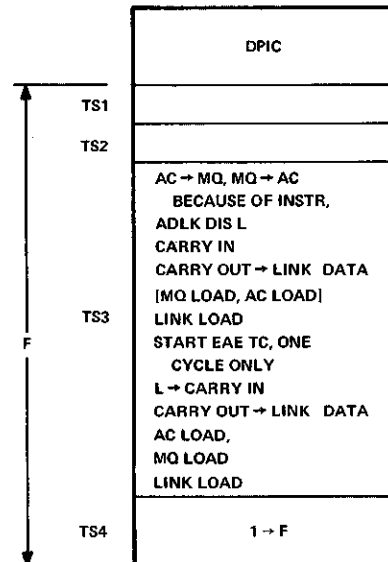 DPIC
TS1
TS2
AC → MQ, MQ → AC
BECAUSE OF INSTR,
ADLK DIS L
CARRY IN
CARRY OUT → LINK DATA
[MQ LOAD, AC LOAD]
TS3
LINK LOAD
F
START EAE TC, ONE
CYCLE ONLY
L → CARRY IN
CARRY OUT → LINK DATA
AC LOAD,
MQ LOAD
LINK LOAD
TS4
1 → F